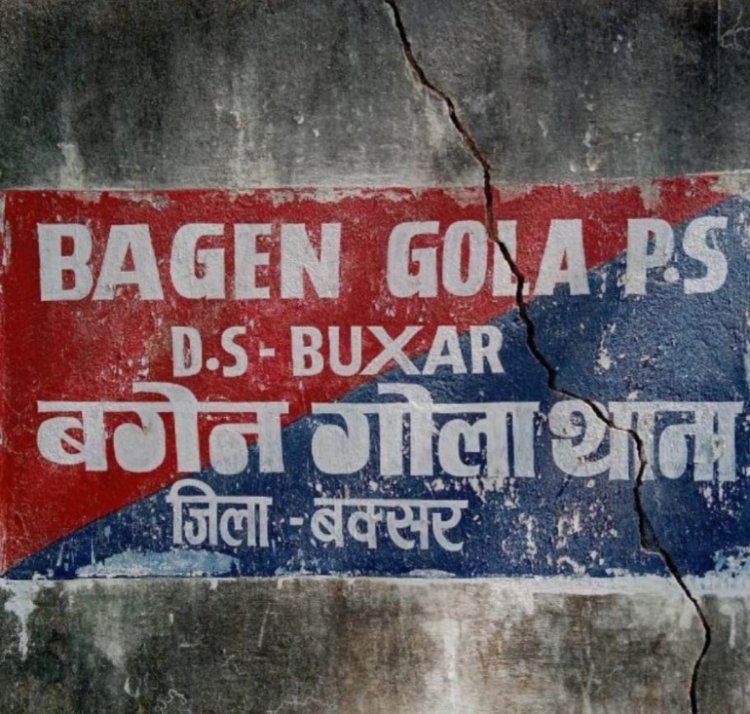 BAGEN GOLA P.S
D.S - BUXAR
बगेन गोला थाना
जिला - बक्सर